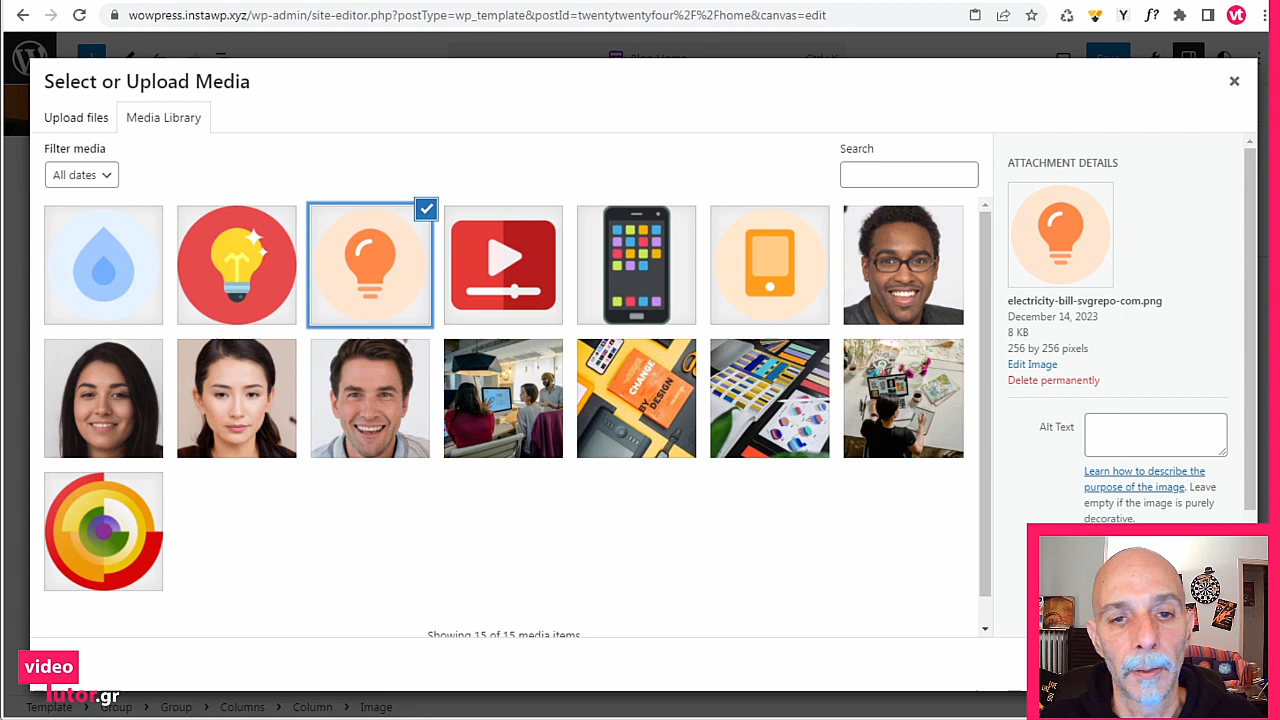 wowpress.instawp.xyz/wp-admin/site-editor.php?postType=wp_template&postId=twentytwentyfour%2F%2Fhome&canvas=edit
Select or Upload Media
Upload files
Media Library
Filter media
Search
All dates
ATTACHMENT DETAILS
electricity-bill-svgrepo-com.png
December 14, 2023
8 KB
256 by 256 pixels
Edit Image
Delete permanently
Alt Text
Learn how to describe the
purpose of the image. Leave
empty if the image is purely
decorative.
CHANGE
BY
DESIGN
Showing 15 of 15 media items
video
tutor.gr
Template > Group > Group > Columns > Column > Image